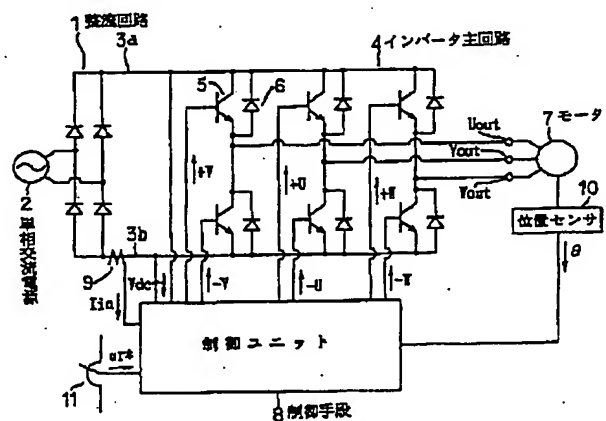 1 整流回路
3a
4 インバータ主回路
5
6
Uout
7 モータ
Vout
Wout
10
位置センサ
θ
2 単相交流電源
+V
+U
+W
3b
9
Iin
Vdc
-V
-U
-W
制御ユニット
ωr*
11
8 制御手段